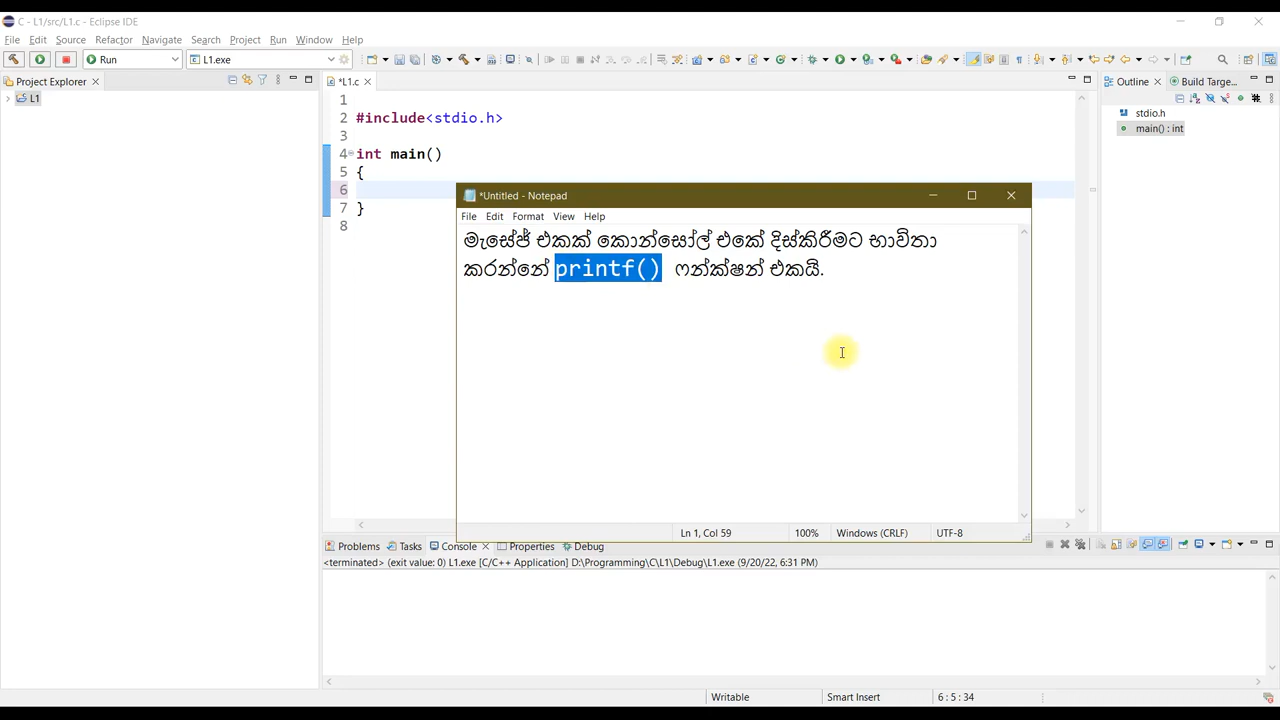 C - L1/src/L1.c - Eclipse IDE
File Edit Source Refactor Navigate Search Project Run Window Help
Run L1.exe
Project Explorer
L1
*L1.c
1
2 #include<stdio.h>
3
4 int main()
5 {
6
7 }
8
*Untitled - Notepad
File Edit Format View Help
මැසේජ් එකක් කොන්සෝල් එකේ දිස්කිරීමට භාවිතා
කරන්නේ printf() ෆන්ක්ෂන් එකයි.
Ln 1, Col 59 100% Windows (CRLF) UTF-8
Outline Build Targe...
stdio.h
main() : int
Problems Tasks Console Properties Debug
<terminated> (exit value: 0) L1.exe [C/C++ Application] D:\Programming\C\L1\Debug\L1.exe (9/20/22, 6:31 PM)
Writable Smart Insert 6 : 5 : 34